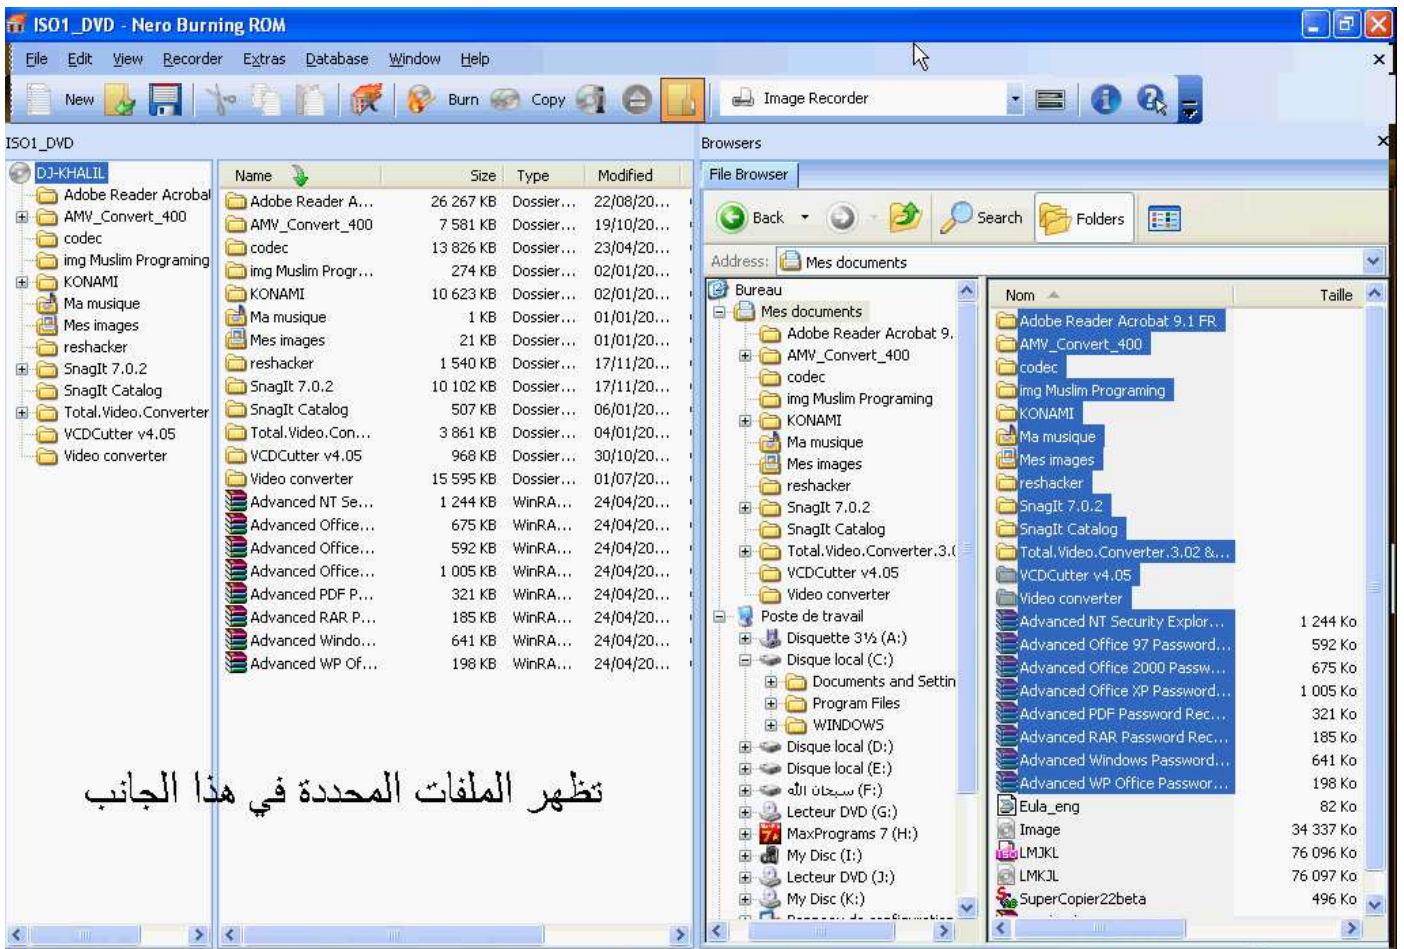 ISO1_DVD - Nero Burning ROM
File Edit View Recorder Extras Database Window Help
New Burn Copy Image Recorder
ISO1_DVD
DJ-KHALIL
Adobe Reader Acrobat
AMV_Convert_400
codec
img Muslim Programing
KONAMI
Ma musique
Mes images
reshacker
SnagIt 7.0.2
SnagIt Catalog
Total.Video.Converter
VCDCutter v4.05
Video converter
Name Size Type Modified
Adobe Reader A... 26 267 KB Dossier... 22/08/20...
AMV_Convert_400 7 581 KB Dossier... 19/10/20...
codec 13 826 KB Dossier... 23/04/20...
img Muslim Progr... 274 KB Dossier... 02/01/20...
KONAMI 10 623 KB Dossier... 02/01/20...
Ma musique 1 KB Dossier... 01/01/20...
Mes images 21 KB Dossier... 01/01/20...
reshacker 1 540 KB Dossier... 17/11/20...
SnagIt 7.0.2 10 102 KB Dossier... 17/11/20...
SnagIt Catalog 507 KB Dossier... 06/01/20...
Total.Video.Con... 3 861 KB Dossier... 04/01/20...
VCDCutter v4.05 968 KB Dossier... 30/10/20...
Video converter 15 595 KB Dossier... 01/07/20...
Advanced NT Se... 1 244 KB WinRA... 24/04/20...
Advanced Office... 675 KB WinRA... 24/04/20...
Advanced Office... 592 KB WinRA... 24/04/20...
Advanced Office... 1 005 KB WinRA... 24/04/20...
Advanced PDF P... 321 KB WinRA... 24/04/20...
Advanced RAR P... 185 KB WinRA... 24/04/20...
Advanced Windo... 641 KB WinRA... 24/04/20...
Advanced WP Of... 198 KB WinRA... 24/04/20...
تظهر الملفات المحددة في هذا الجانب
Browsers
File Browser
Back Search Folders
Address: Mes documents
Bureau
Mes documents
Adobe Reader Acrobat 9.
AMV_Convert_400
codec
img Muslim Programing
KONAMI
Ma musique
Mes images
reshacker
SnagIt 7.0.2
SnagIt Catalog
Total.Video.Converter.3.0
VCDCutter v4.05
Video converter
Poste de travail
Disquette 3½ (A:)
Disque local (C:)
Documents and Settin
Program Files
WINDOWS
Disque local (D:)
Disque local (E:)
سبحان الله (F:)
Lecteur DVD (G:)
MaxPrograms 7 (H:)
My Disc (I:)
Lecteur DVD (J:)
My Disc (K:)
Nom Taille
Adobe Reader Acrobat 9.1 FR
AMV_Convert_400
codec
img Muslim Programing
KONAMI
Ma musique
Mes images
reshacker
SnagIt 7.0.2
SnagIt Catalog
Total.Video.Converter.3.02 &...
VCDCutter v4.05
Video converter
Advanced NT Security Explor... 1 244 Ko
Advanced Office 97 Password... 592 Ko
Advanced Office 2000 Passw... 675 Ko
Advanced Office XP Password... 1 005 Ko
Advanced PDF Password Rec... 321 Ko
Advanced RAR Password Rec... 185 Ko
Advanced Windows Password... 641 Ko
Advanced WP Office Passwor... 198 Ko
Eula_eng 82 Ko
Image 34 337 Ko
LMJKL 76 096 Ko
LMKJL 76 097 Ko
SuperCopier22beta 496 Ko